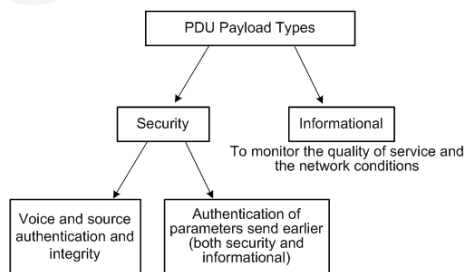 PDU Payload Types
Security
Informational
To monitor the quality of service and
the network conditions
Voice and source
authentication and
integrity
Authentication of
parameters send earlier
(both security and
informational)